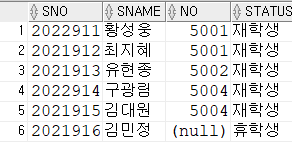 SNO SNAME NO STATUS
1 2022911 황성웅 5001 재학생
2 2021912 최지혜 5001 재학생
3 2021913 유현종 5002 재학생
4 2022914 구광림 5004 재학생
5 2021915 김대원 5004 재학생
6 2021916 김민정 (null) 휴학생